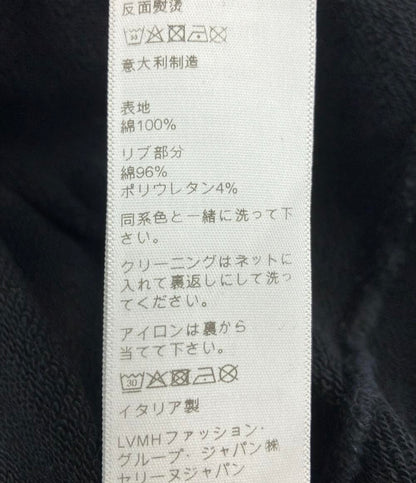 反面熨烫
30
意大利制造
表地
綿100%
リブ部分
綿96%
ポリウレタン4%
同系色と一緒に洗って下
さい。
クリーニングはネットに
入れて裏返しにして洗っ
てください。
アイロンは裏から
当てて下さい。
30
イタリア製
LVMHファッション・
グループ・ジャパン㈱
セリーヌジャパン